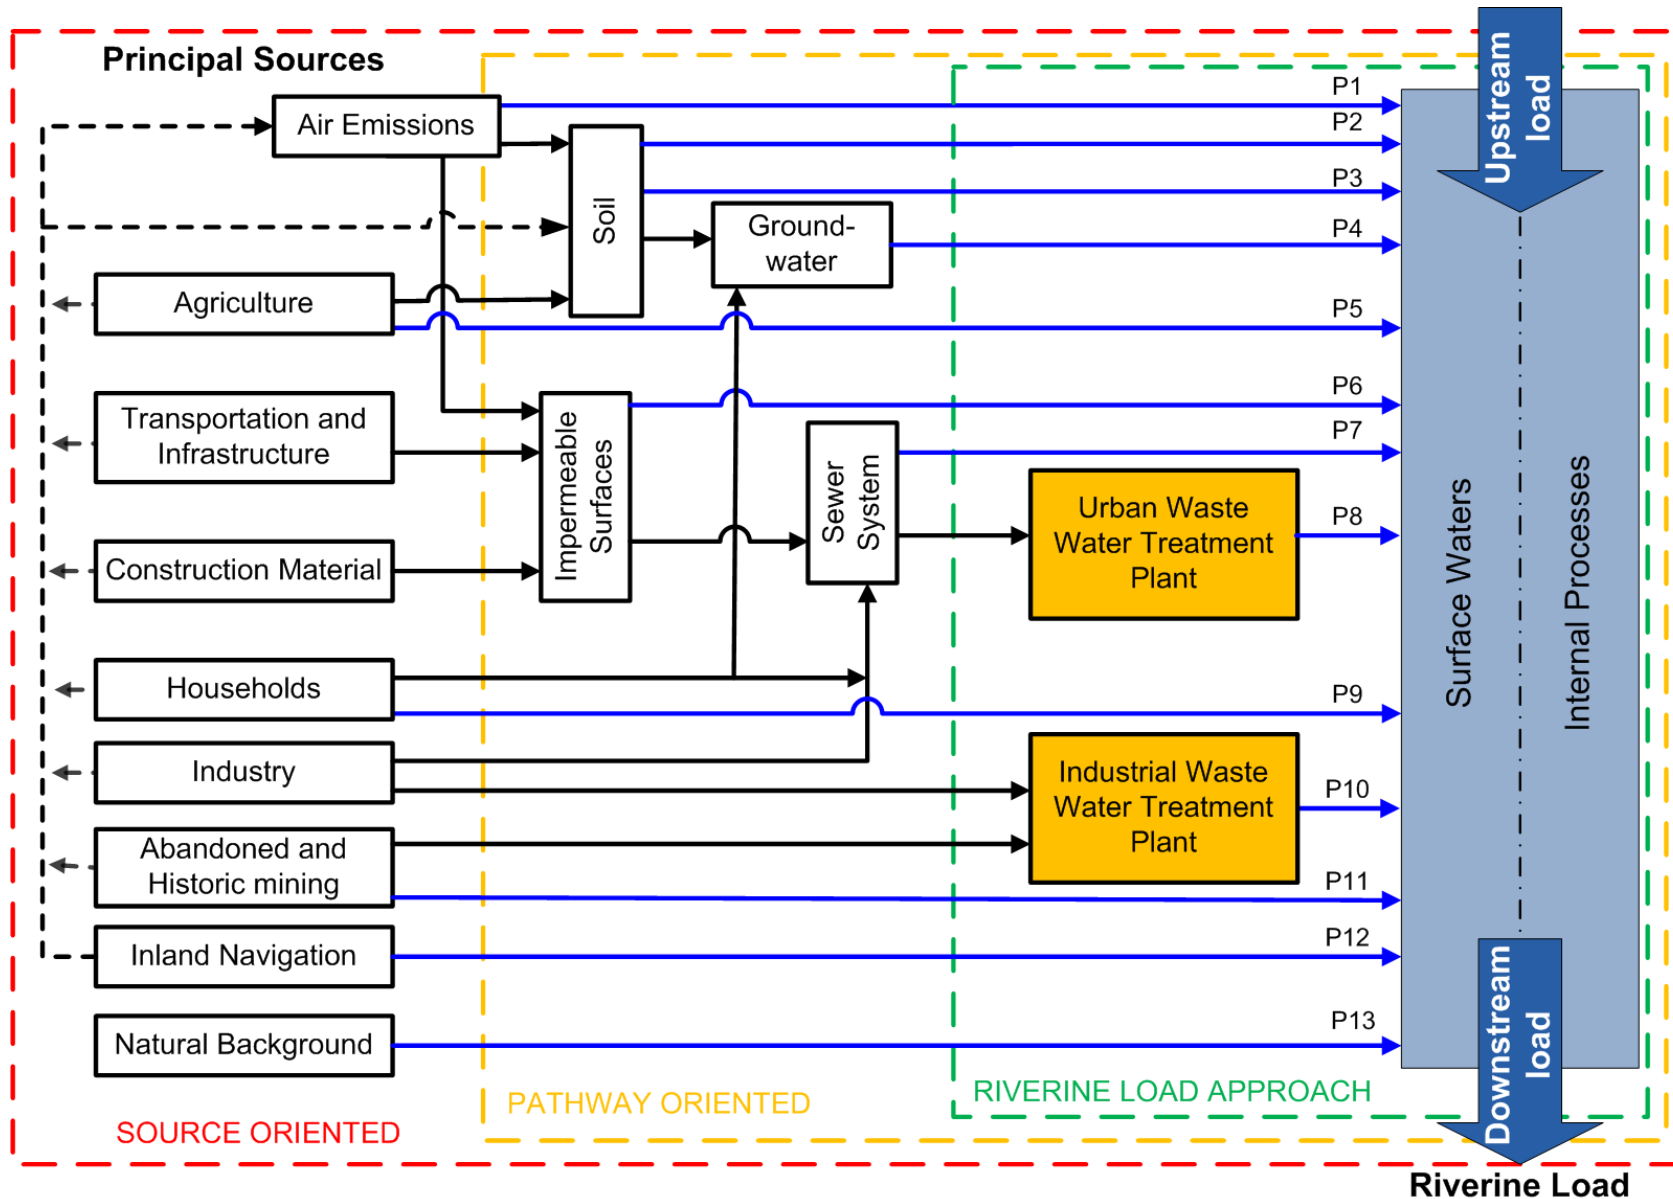 Principal Sources
Air Emissions
Agriculture
Transportation and
Infrastructure
Construction Material
Households
Industry
Abandoned and
Historic mining
Inland Navigation
Natural Background
SOURCE ORIENTED
Soil
Ground-
water
Impermeable
Surfaces
Sewer
System
PATHWAY ORIENTED
Urban Waste
Water Treatment
Plant
Industrial Waste
Water Treatment
Plant
RIVERINE LOAD APPROACH
P1
P2
P3
P4
P5
P6
P7
P8
P9
P10
P11
P12
P13
Upstream
load
Surface Waters
Internal Processes
Downstream
load
Riverine Load